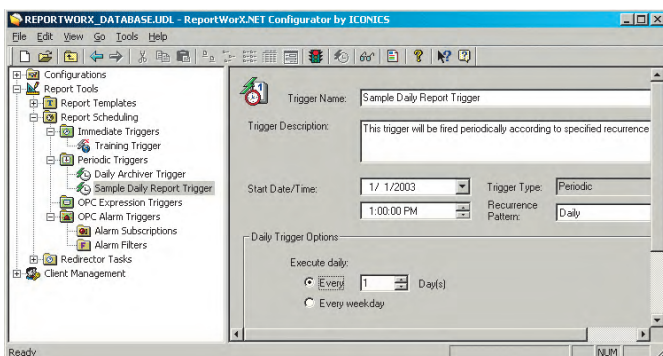 REPORTWORX_DATABASE.UDL - ReportWorX.NET Configurator by ICONICS
File Edit View Go Tools Help
Configurations
Report Tools
Report Templates
Report Scheduling
Immediate Triggers
Training Trigger
Periodic Triggers
Daily Archiver Trigger
Sample Daily Report Trigger
OPC Expression Triggers
OPC Alarm Triggers
Alarm Subscriptions
Alarm Filters
Redirector Tasks
Client Management
Trigger Name: Sample Daily Report Trigger
Trigger Description: This trigger will be fired periodically according to specified recurrence
Start Date/Time: 1/ 1/2003 Trigger Type: Periodic
1:00:00 PM Recurrence Pattern: Daily
Daily Trigger Options
Execute daily:
Every 1 Day(s)
Every weekday
Ready NUM